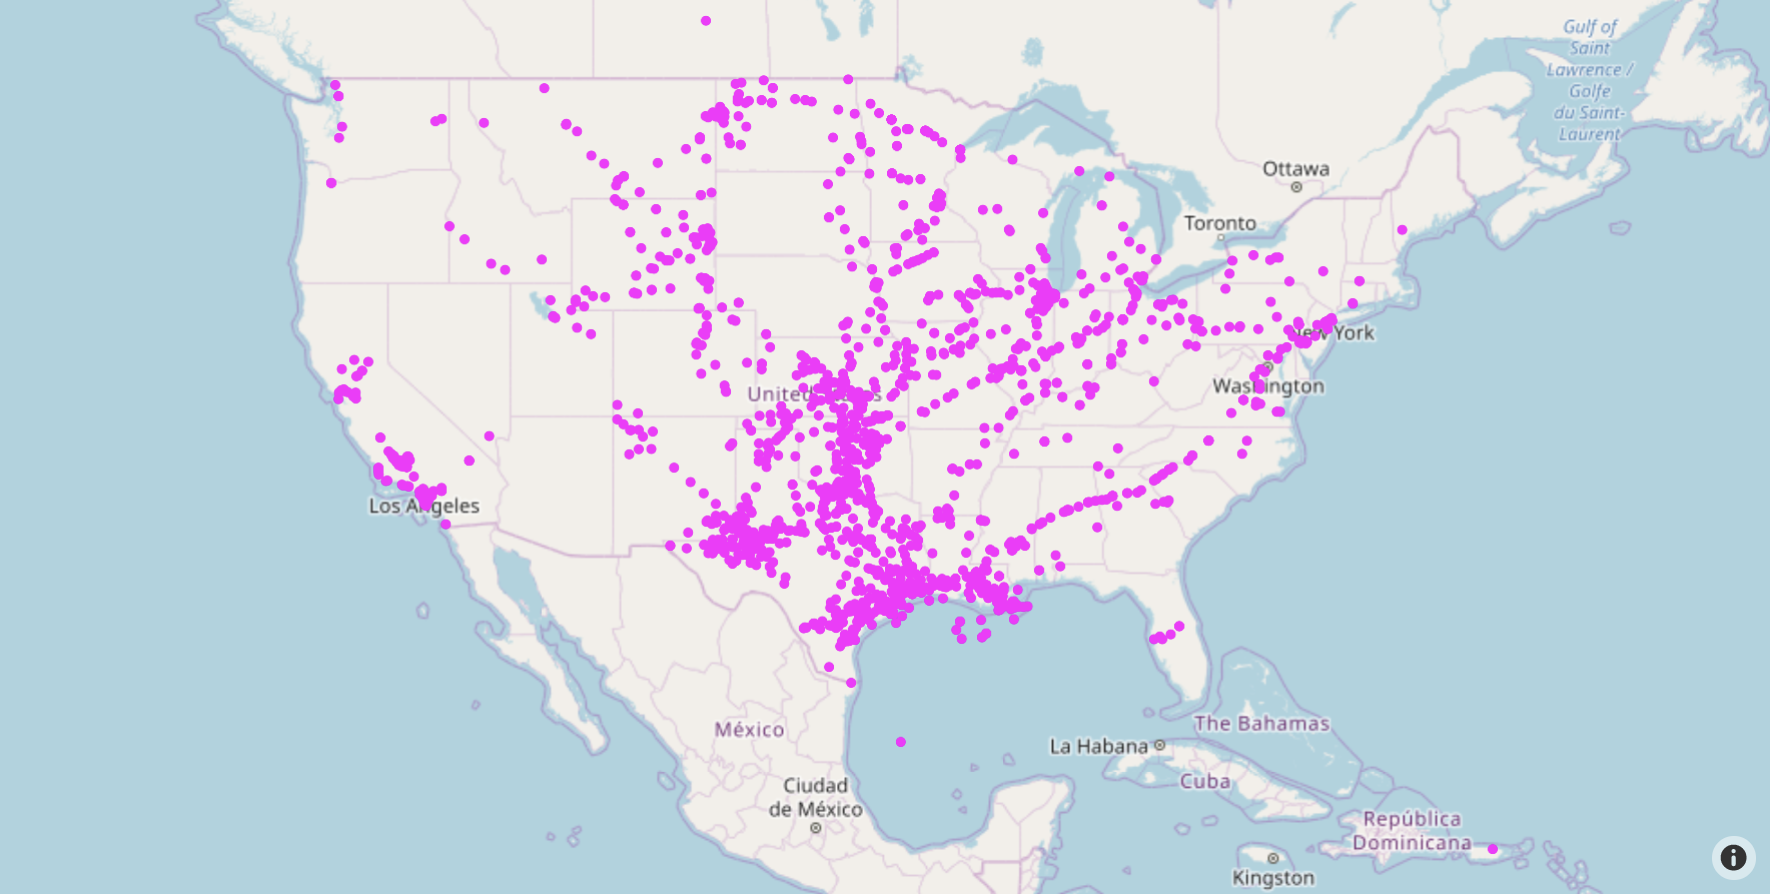 Gulf of
Saint
Lawrence /
Golfe
du Saint-
Laurent
Ottawa
Toronto
New York
Washington
United States
Los Angeles
México
Ciudad
de México
La Habana
The Bahamas
Cuba
República
Dominicana
Kingston